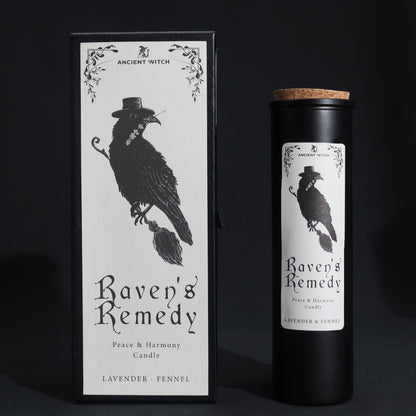 ANCIENT WITCH
Raven's
Remedy
Peace & Harmony
Candle
LAVENDER - FENNEL
ANCIENT WITCH
Raven's
Remedy
Peace & Harmony
Candle
LAVENDER & FENNEL